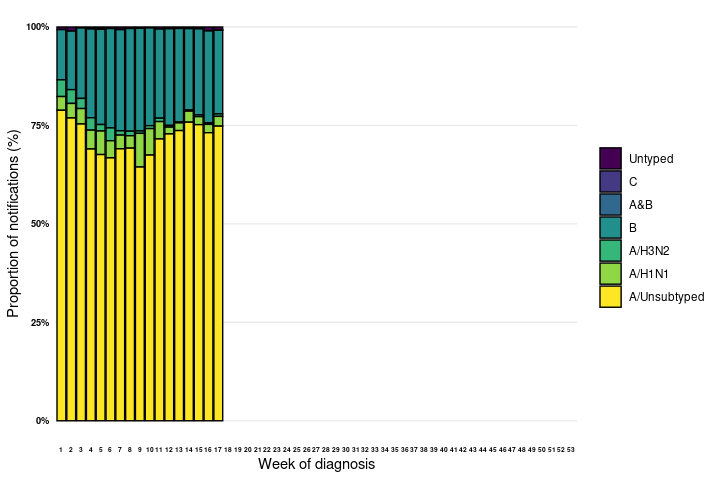 100%
75%
50%
25%
0%
Proportion of notifications (%)
1 2 3 4 5 6 7 8 9 10 11 12 13 14 15 16 17 18 19 20 21 22 23 24 25 26 27 28 29 30 31 32 33 34 35 36 37 38 39 40 41 42 43 44 45 46 47 48 49 50 51 52 53
Week of diagnosis
Untyped
C
A&B
B
A/H3N2
A/H1N1
A/Unsubtyped